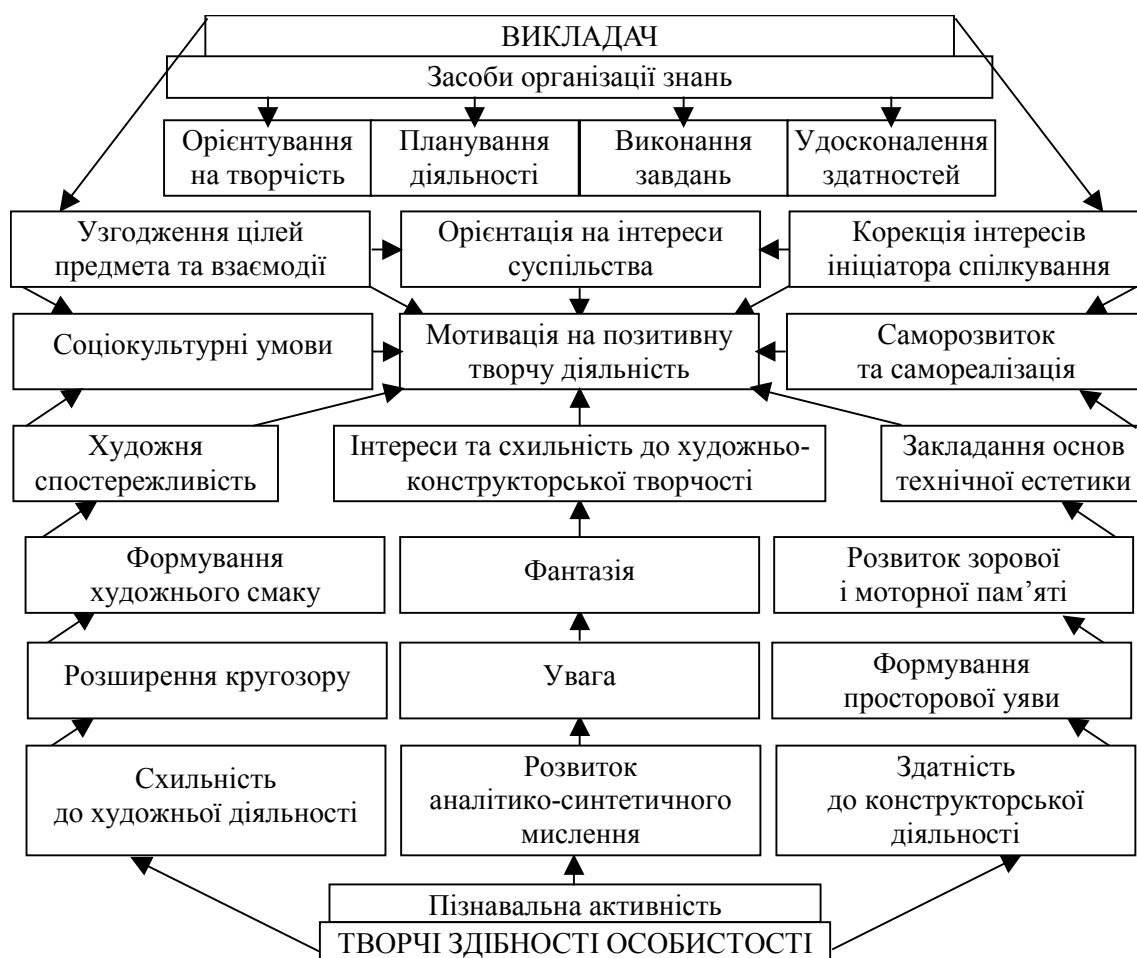 ВИКЛАДАЧ
Засоби організації знань
Орієнтування
на творчість
Планування
діяльності
Виконання
завдань
Удосконалення
здатностей
Узгодження цілей
предмета та взаємодії
Орієнтація на інтереси
суспільства
Корекція інтересів
ініціатора спілкування
Соціокультурні умови
Мотивація на позитивну
творчу діяльність
Саморозвиток
та самореалізація
Художня
спостережливість
Інтереси та схильність до художньо-
конструкторської творчості
Закладання основ
технічної естетики
Формування
художнього смаку
Фантазія
Розвиток зорової
і моторної пам’яті
Розширення кругозору
Увага
Формування
просторової уяви
Схильність
до художньої діяльності
Розвиток
аналітико-синтетичного
мислення
Здатність
до конструкторської
діяльності
Пізнавальна активність
ТВОРЧІ ЗДІБНОСТІ ОСОБИСТОСТІ